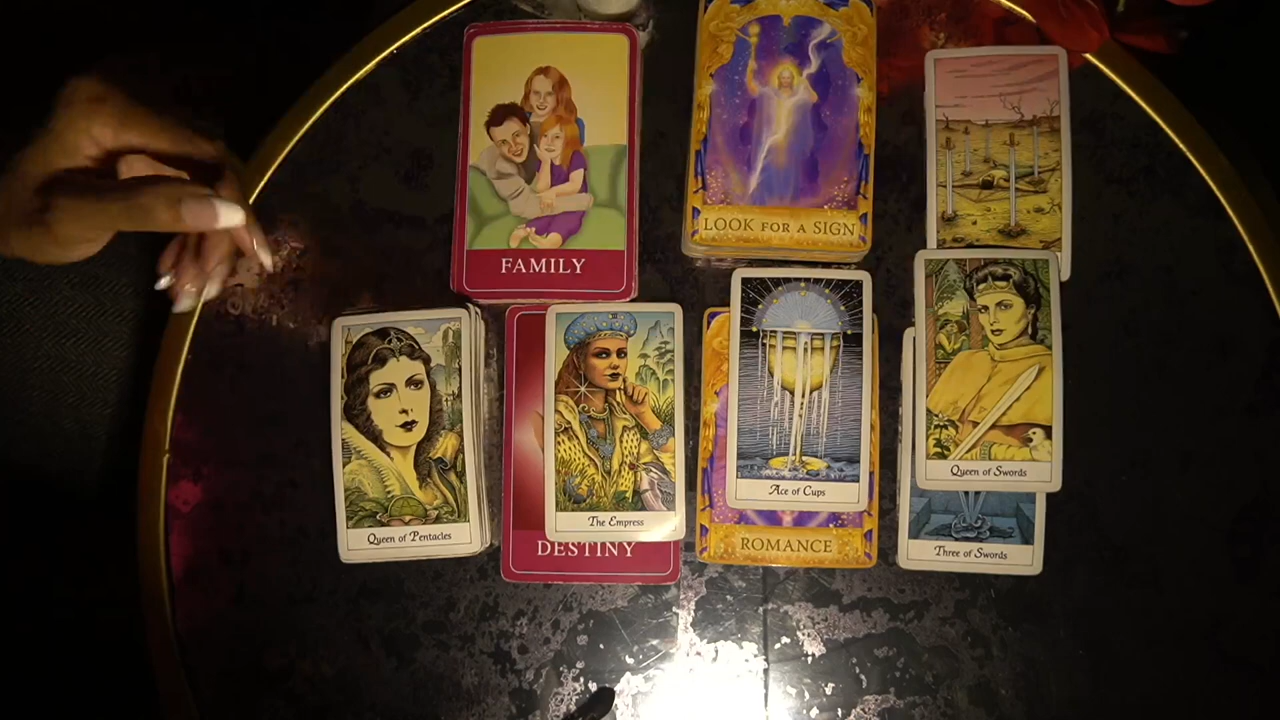 FAMILY
LOOK FOR A SIGN
Queen of Pentacles
The Empress
DESTINY
Ace of Cups
ROMANCE
Queen of Swords
Three of Swords